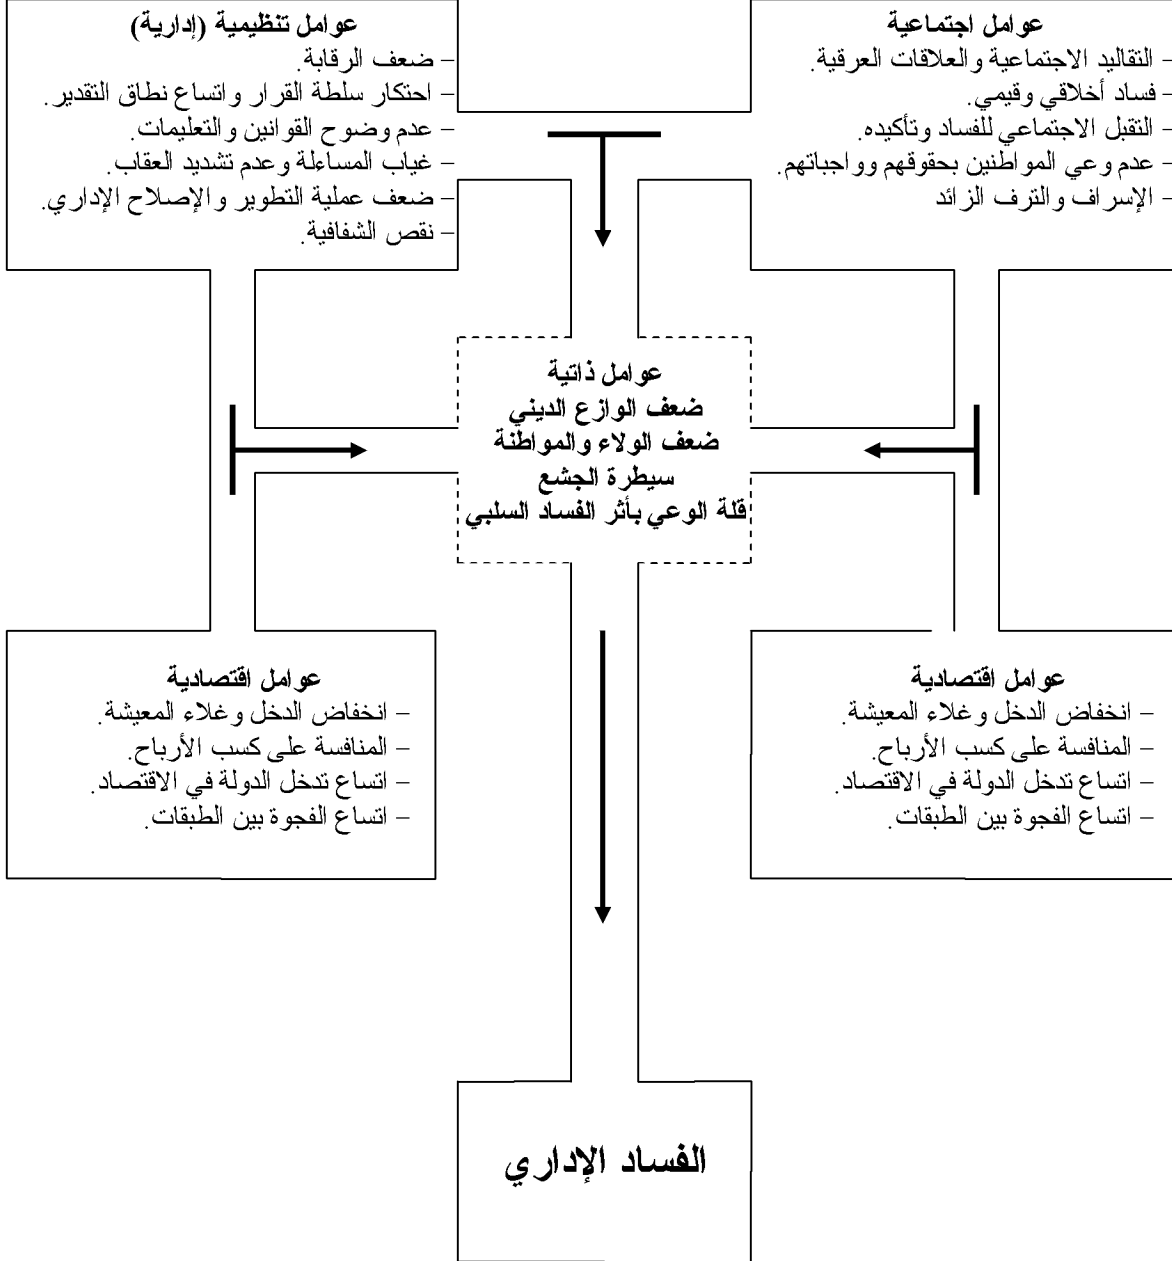 عوامل اجتماعية
– التقاليد الاجتماعية والعلاقات العرقية.
– فساد أخلاقي وقيمي.
– التقبل الاجتماعي للفساد وتأكيده.
– عدم وعي المواطنين بحقوقهم وواجباتهم.
– الإسراف والترف الزائد
عوامل تنظيمية (إدارية)
– ضعف الرقابة.
– احتكار سلطة القرار واتساع نطاق التقدير.
– عدم وضوح القوانين والتعليمات.
– غياب المساءلة وعدم تشديد العقاب.
– ضعف عملية التطوير والإصلاح الإداري.
– نقص الشفافية.
عوامل ذاتية
ضعف الوازع الديني
ضعف الولاء والمواطنة
سيطرة الجشع
قلة الوعي بأثر الفساد السلبي
عوامل اقتصادية
– انخفاض الدخل وغلاء المعيشة.
– المنافسة على كسب الأرباح.
– اتساع تدخل الدولة في الاقتصاد.
– اتساع الفجوة بين الطبقات.
عوامل اقتصادية
– انخفاض الدخل وغلاء المعيشة.
– المنافسة على كسب الأرباح.
– اتساع تدخل الدولة في الاقتصاد.
– اتساع الفجوة بين الطبقات.
الفساد الإداري